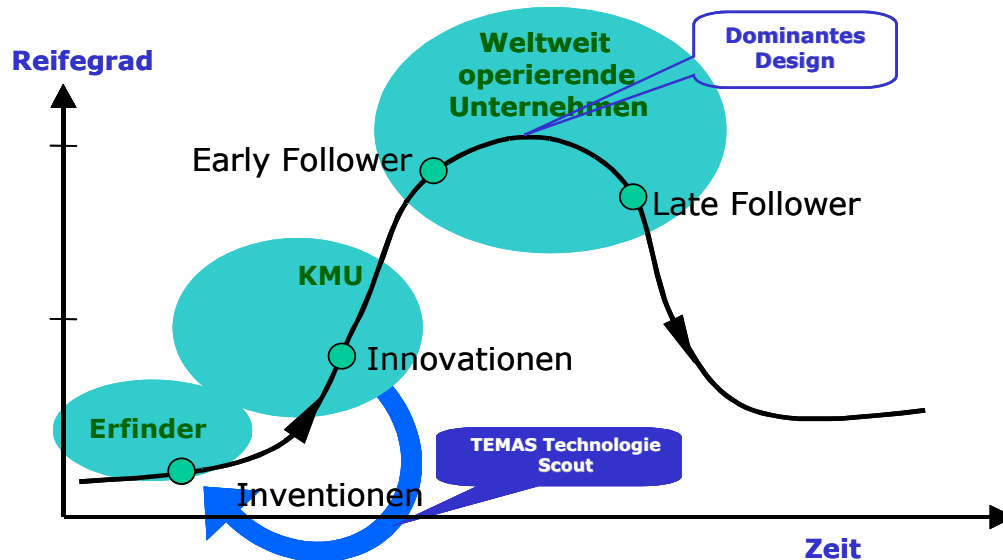 Weltweit
operierende
Unternehmen
Dominantes
Design
Reifegrad
Early Follower
Late Follower
KMU
Innovationen
Erfinder
TEMAS Technologie
Scout
Inventionen
Zeit